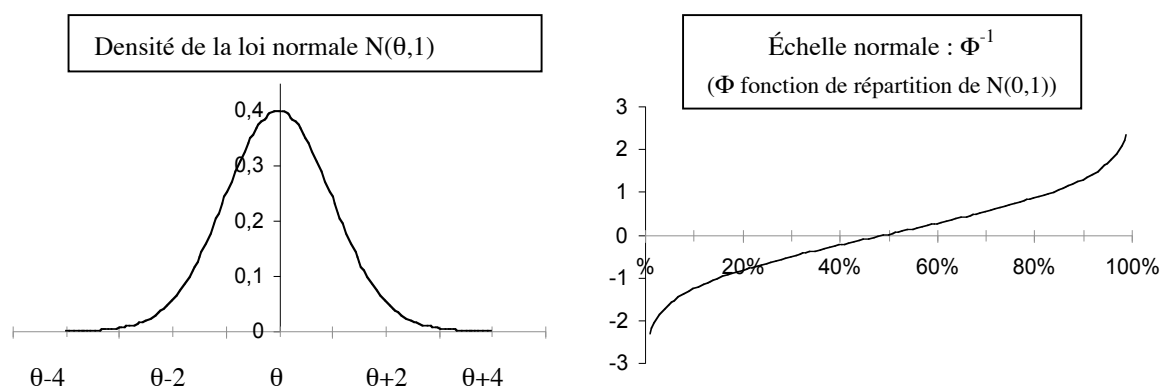 Densité de la loi normale N(θ,1)
0,4
0,3
0,2
0,1
0
θ-4 θ-2 θ θ+2 θ+4
Échelle normale : Φ-1
(Φ fonction de répartition de N(0,1))
3
2
1
0
-1
-2
-3
% 20% 40% 60% 80% 100%